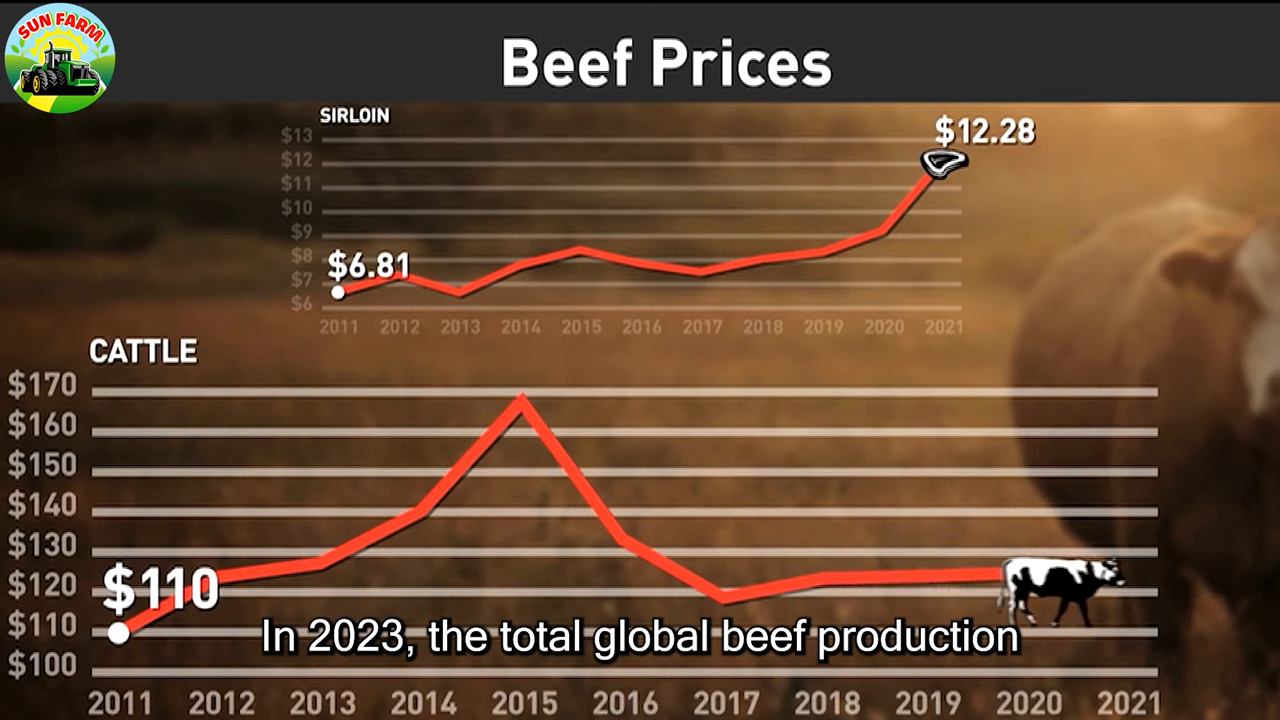 SUN FARM
Beef Prices
SIRLOIN
$13
$12
$11
$10
$9
$8
$7
$6
$12.28
$6.81
2011 2012 2013 2014 2015 2016 2017 2018 2019 2020 2021
CATTLE
$170
$160
$150
$140
$130
$120
$110
$100
$110
In 2023, the total global beef production
2011 2012 2013 2014 2015 2016 2017 2018 2019 2020 2021